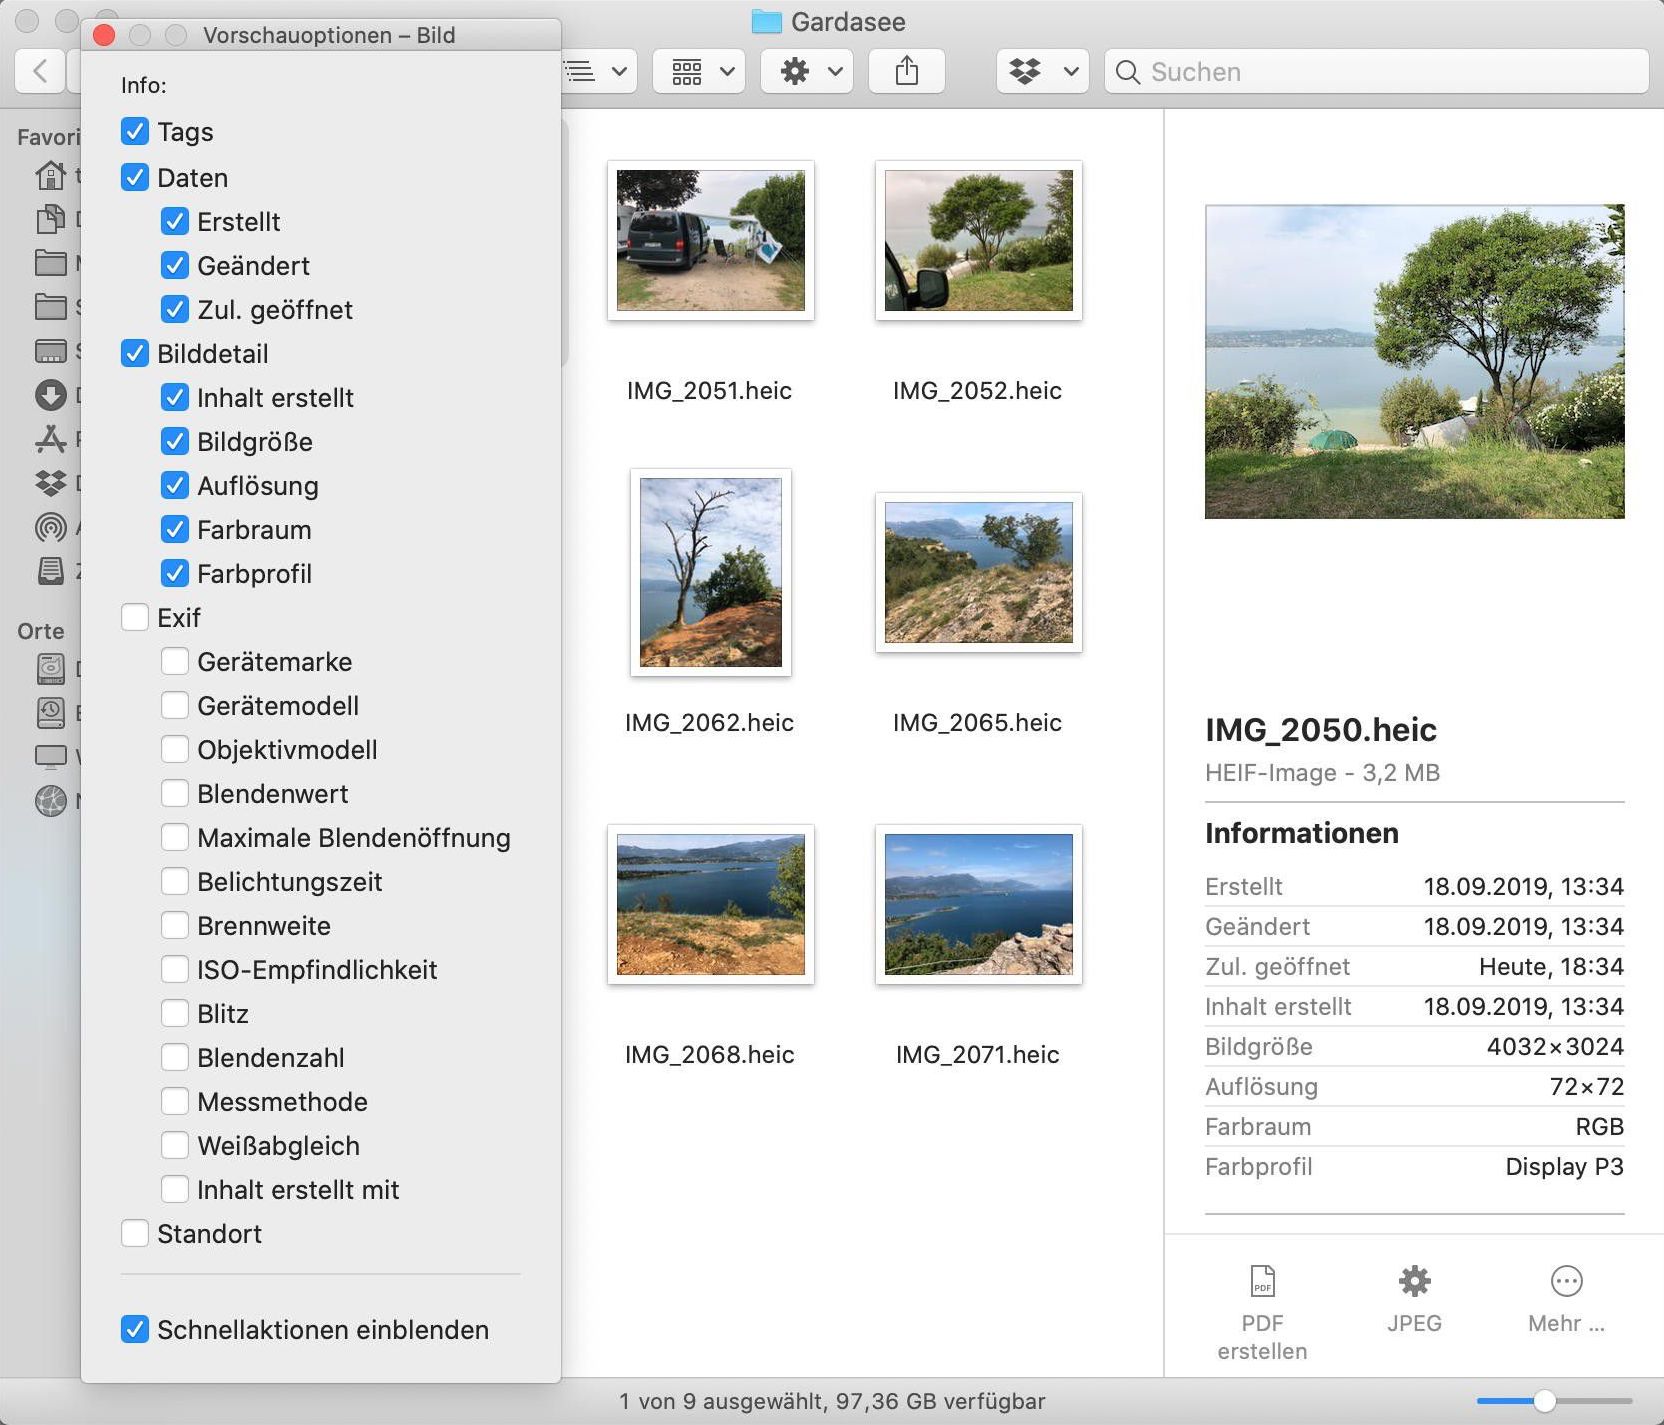 Gardasee
Vorschauoptionen – Bild
Suchen
Info:
Tags
Daten
Erstellt
Geändert
Zul. geöffnet
Bilddetail
Inhalt erstellt
Bildgröße
Auflösung
Farbraum
Farbprofil
Exif
Gerätemarke
Gerätemodell
Objektivmodell
Blendenwert
Maximale Blendenöffnung
Belichtungszeit
Brennweite
ISO-Empfindlichkeit
Blitz
Blendenzahl
Messmethode
Weißabgleich
Inhalt erstellt mit
Standort
Schnellaktionen einblenden
Favori
Orte
IMG_2051.heic
IMG_2052.heic
IMG_2062.heic
IMG_2065.heic
IMG_2068.heic
IMG_2071.heic
IMG_2050.heic
HEIF-Image - 3,2 MB
Informationen
Erstellt 18.09.2019, 13:34
Geändert 18.09.2019, 13:34
Zul. geöffnet Heute, 18:34
Inhalt erstellt 18.09.2019, 13:34
Bildgröße 4032×3024
Auflösung 72×72
Farbraum RGB
Farbprofil Display P3
PDF
PDF erstellen
JPEG
Mehr ...
1 von 9 ausgewählt, 97,36 GB verfügbar